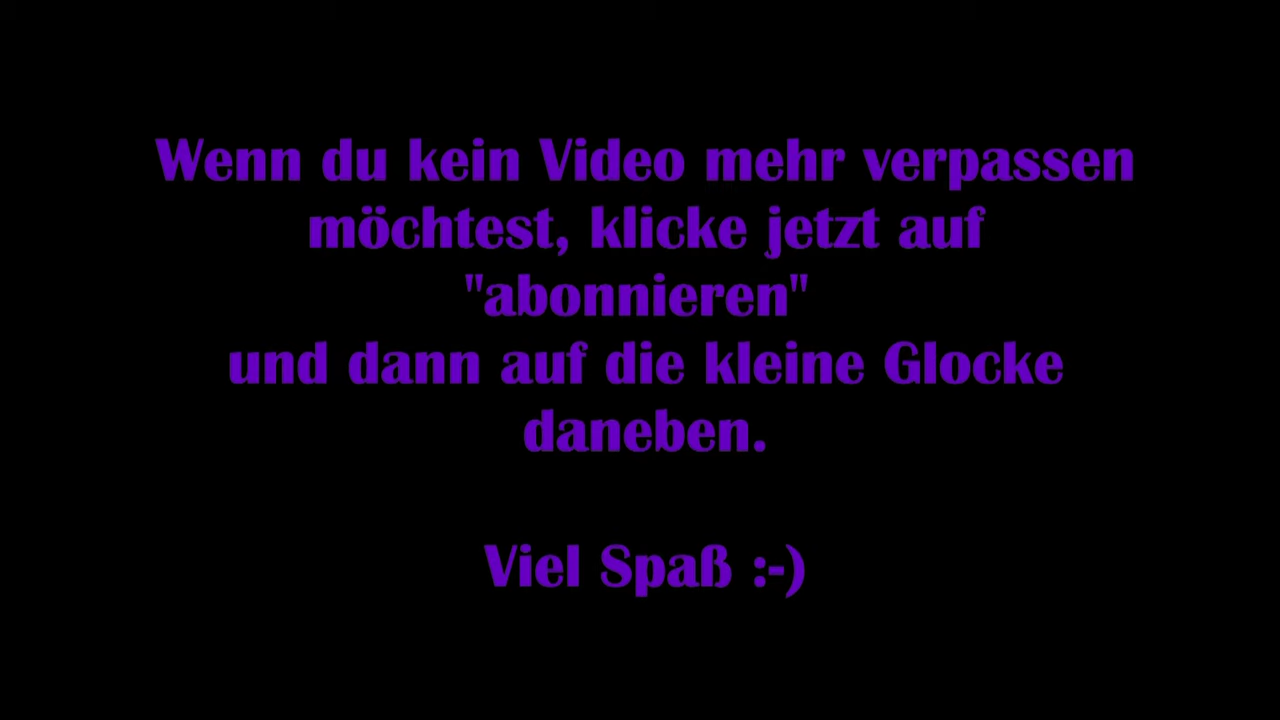 Wenn du kein Video mehr verpassen
möchtest, klicke jetzt auf
"abonnieren"
und dann auf die kleine Glocke
daneben.
Viel Spaß :-)